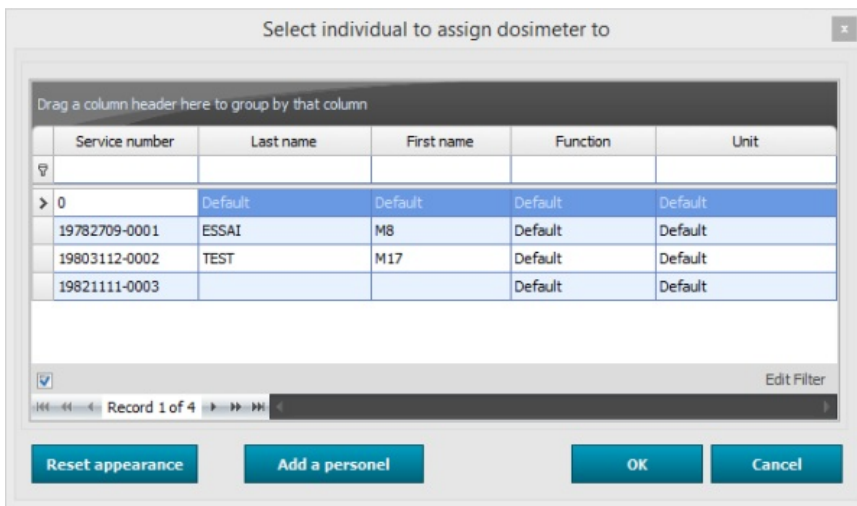 Select individual to assign dosimeter to
x
Drag a column header here to group by that column
Service number Last name First name Function Unit
0 Default Default Default Default
19782709-0001 ESSAI M8 Default Default
19803112-0002 TEST M17 Default Default
19821111-0003 Default Default
Edit Filter
Record 1 of 4
Reset appearance Add a personel OK Cancel